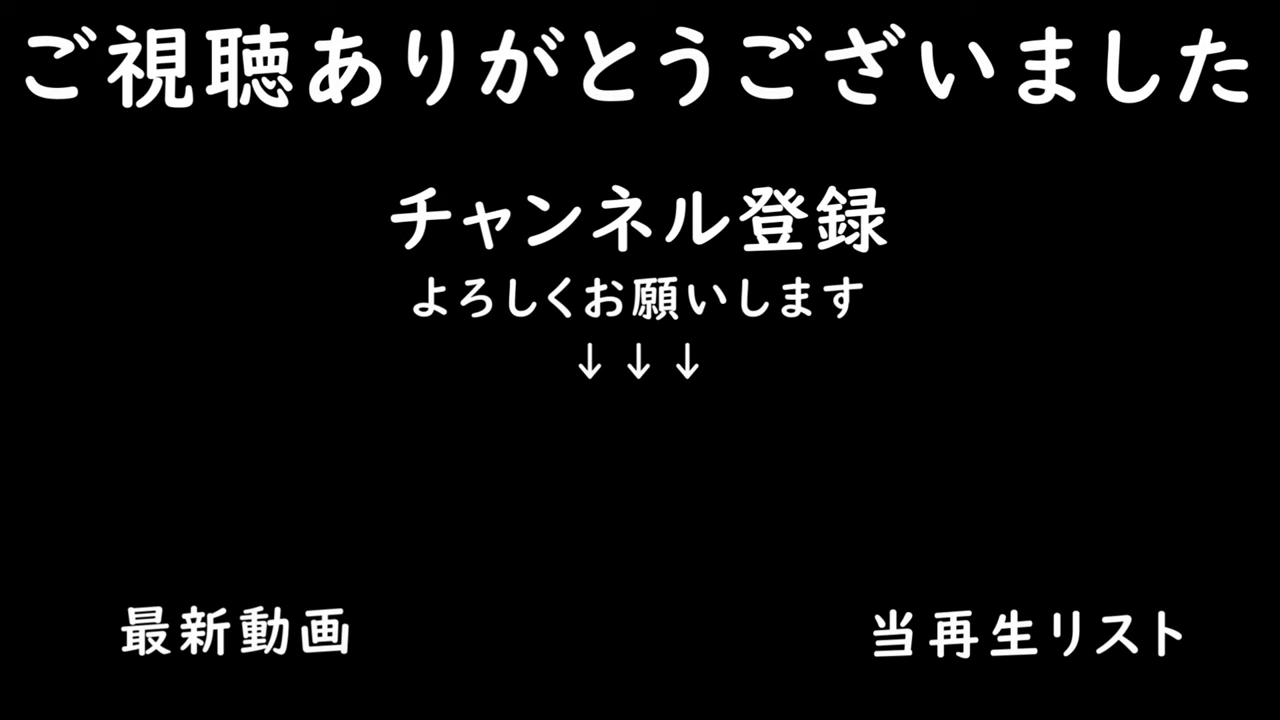 ご視聴ありがとうございました
チャンネル登録
よろしくお願いします
↓↓↓
最新動画
当再生リスト